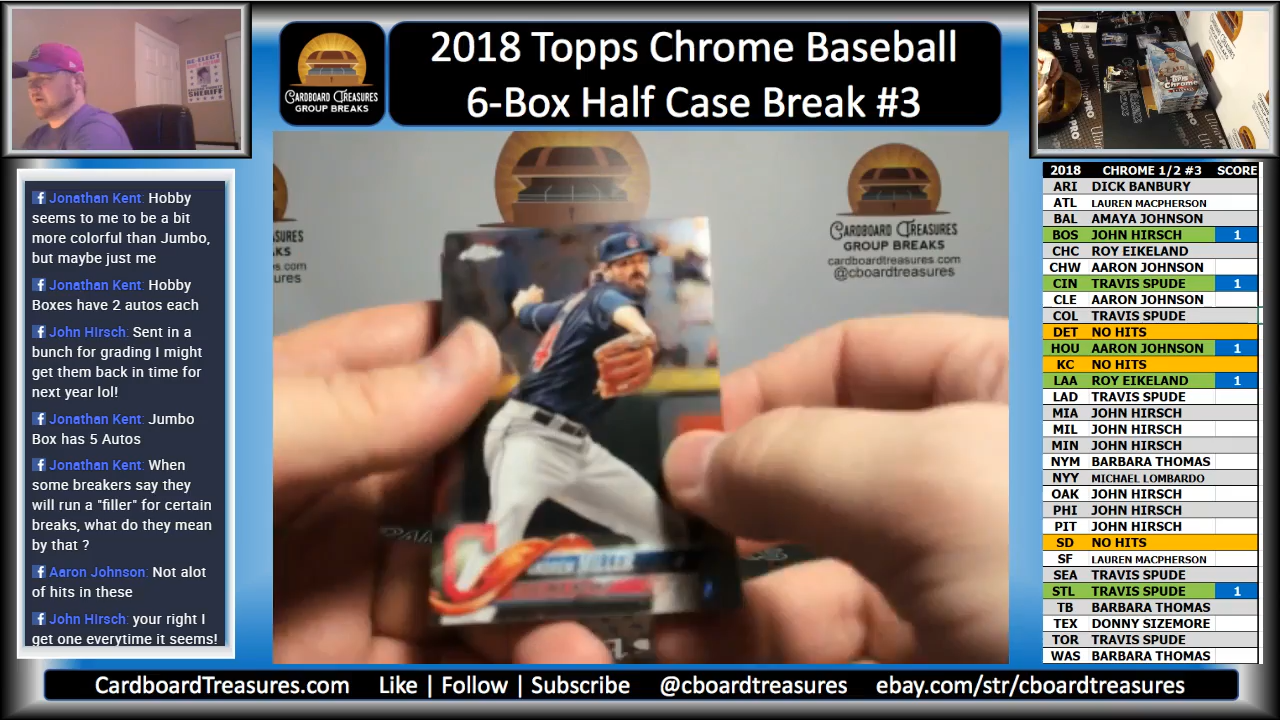 2018 Topps Chrome Baseball
6-Box Half Case Break #3
CARDBOARD TREASURES
GROUP BREAKS
RE-ELECT
SHERIFF
Jonathan Kent: Hobby
seems to me to be a bit
more colorful than Jumbo,
but maybe just me
Jonathan Kent: Hobby
Boxes have 2 autos each
John HIrsch: Sent in a
bunch for grading I might
get them back in time for
next year lol!
Jonathan Kent: Jumbo
Box has 5 Autos
Jonathan Kent: When
some breakers say they
will run a "filler" for certain
breaks, what do they mean
by that ?
Aaron Johnson: Not alot
of hits in these
John HIrsch: your right I
get one everytime it seems!
CARDBOARD TREASURES
GROUP BREAKS
cardboardtreasures.com
@cboardtreasures
Topps
Chrome
2018 CHROME 1/2 #3 SCORE
ARI DICK BANBURY
ATL LAUREN MACPHERSON
BAL AMAYA JOHNSON
BOS JOHN HIRSCH 1
CHC ROY EIKELAND
CHW AARON JOHNSON
CIN TRAVIS SPUDE 1
CLE AARON JOHNSON
COL TRAVIS SPUDE
DET NO HITS
HOU AARON JOHNSON 1
KC NO HITS
LAA ROY EIKELAND 1
LAD TRAVIS SPUDE
MIA JOHN HIRSCH
MIL JOHN HIRSCH
MIN JOHN HIRSCH
NYM BARBARA THOMAS
NYY MICHAEL LOMBARDO
OAK JOHN HIRSCH
PHI JOHN HIRSCH
PIT JOHN HIRSCH
SD NO HITS
SF LAUREN MACPHERSON
SEA TRAVIS SPUDE
STL TRAVIS SPUDE 1
TB BARBARA THOMAS
TEX DONNY SIZEMORE
TOR TRAVIS SPUDE
WAS BARBARA THOMAS
CardboardTreasures.com Like | Follow | Subscribe @cboardtreasures ebay.com/str/cboardtreasures